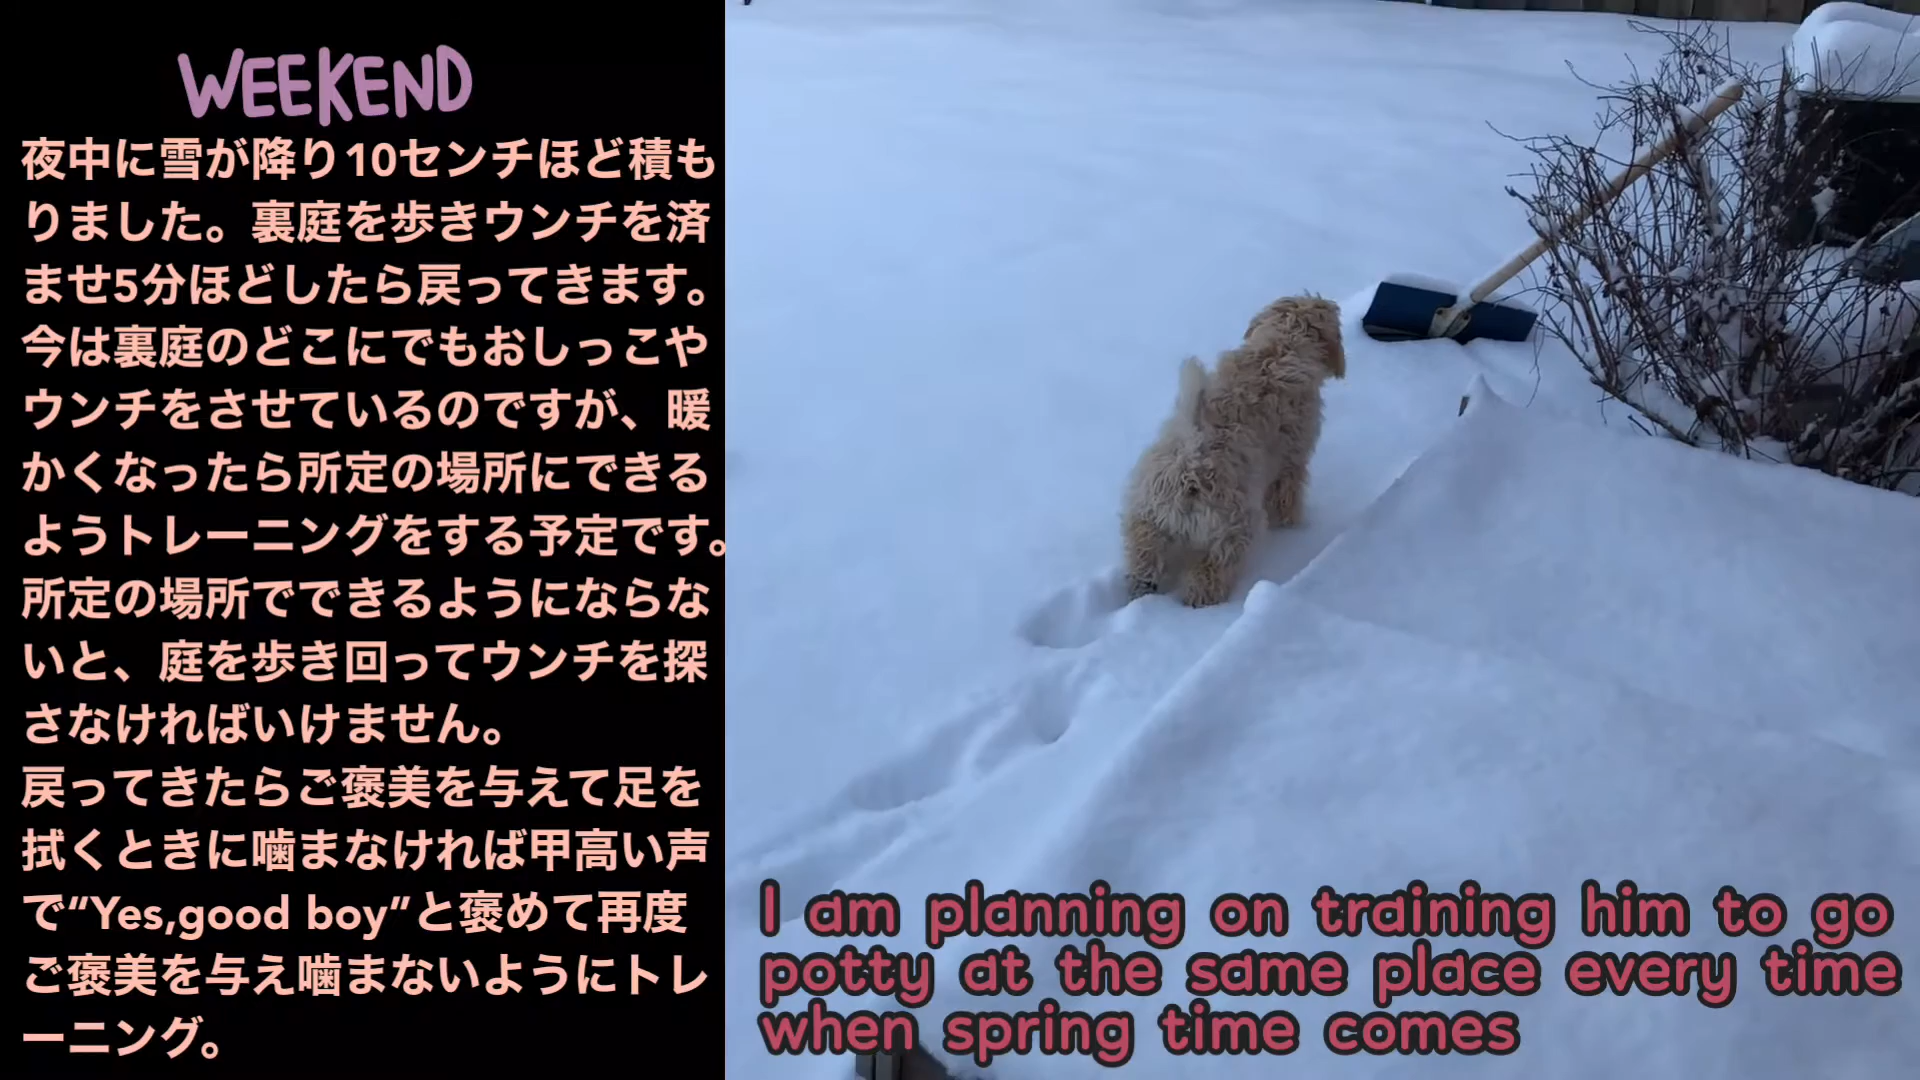 WEEKEND
夜中に雪が降り10センチほど積も
りました。裏庭を歩きウンチを済
ませ5分ほどしたら戻ってきます。
今は裏庭のどこにでもおしっこや
ウンチをさせているのですが、暖
かくなったら所定の場所にできる
ようトレーニングをする予定です。
所定の場所でできるようにならな
いと、庭を歩き回ってウンチを探
さなければいけません。
戻ってきたらご褒美を与えて足を
拭くときに噛まなければ甲高い声
で“Yes,good boy”と褒めて再度
ご褒美を与え噛まないようにトレ
ーニング。
I am planning on training him to go
potty at the same place every time
when spring time comes